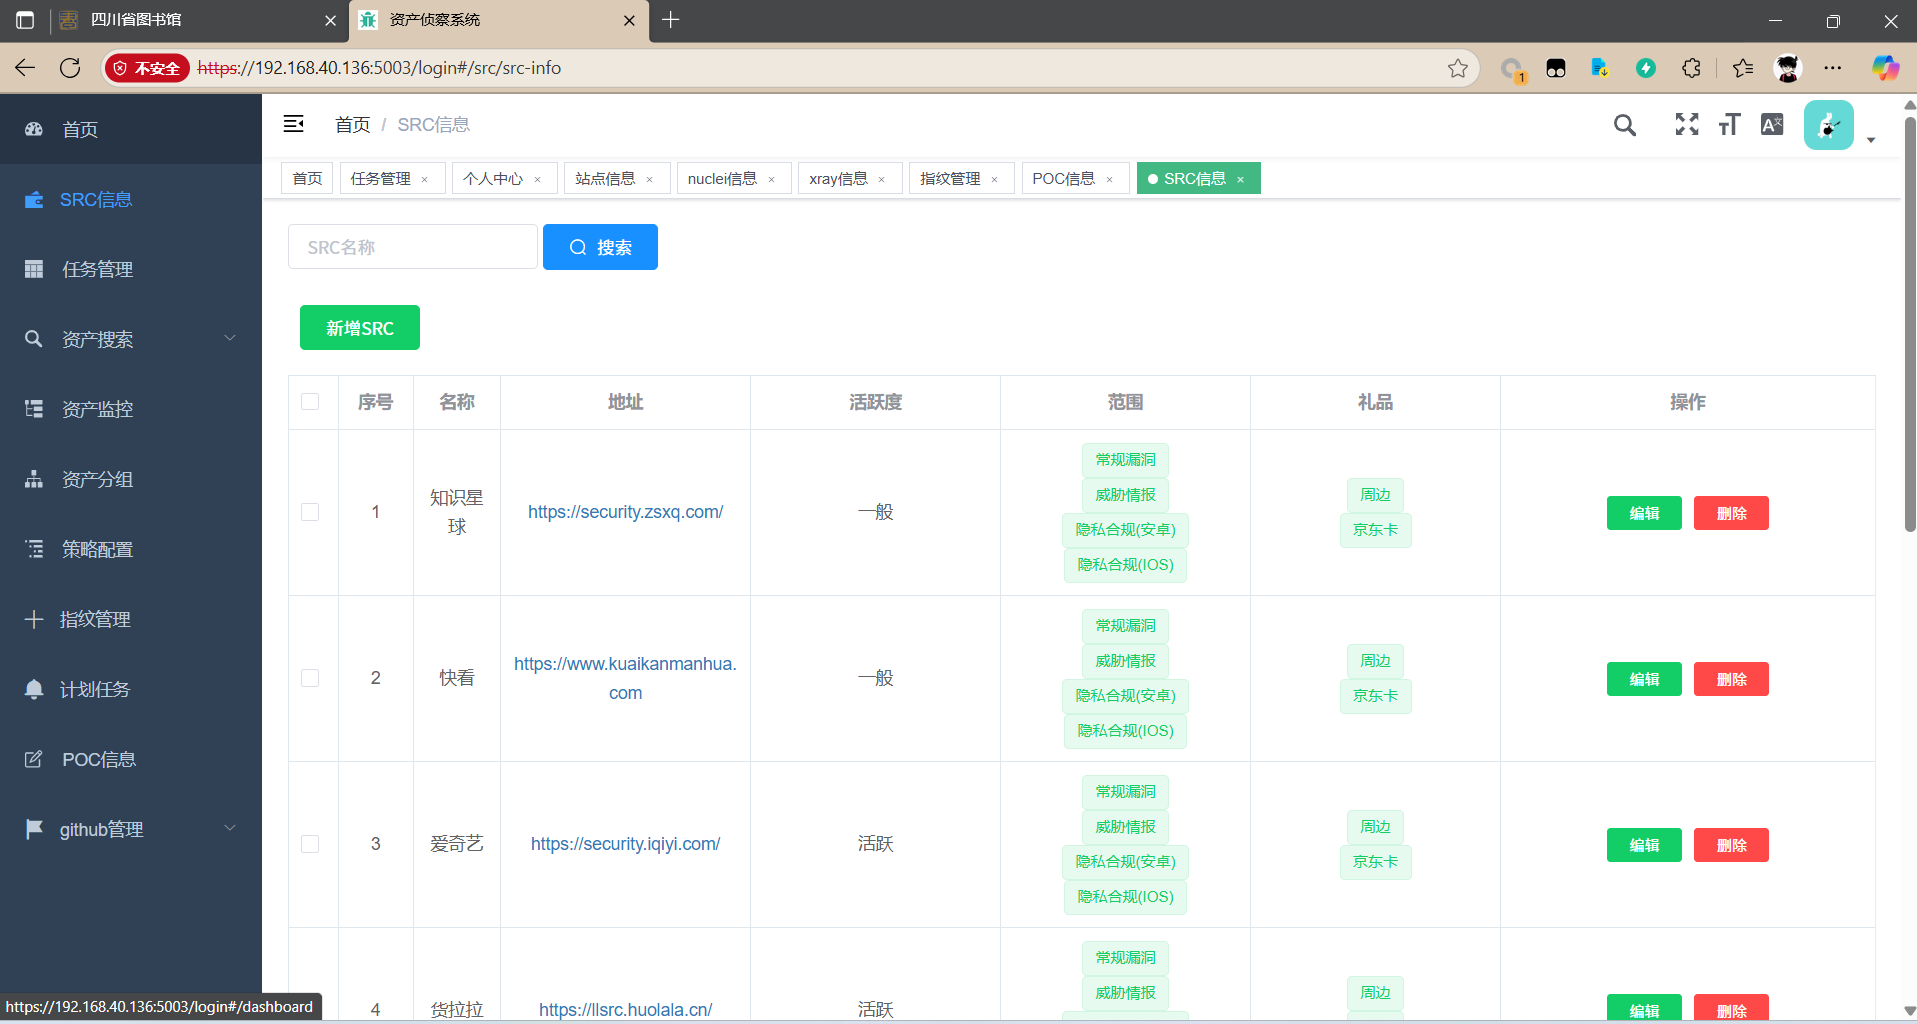 四川省图书馆
资产侦察系统
不安全
https://192.168.40.136:5003/login#/src/src-info
1
首页
SRC信息
任务管理
资产搜索
资产监控
资产分组
策略配置
指纹管理
计划任务
POC信息
github管理
首页 / SRC信息
首页 任务管理 × 个人中心 × 站点信息 × nuclei信息 × xray信息 × 指纹管理 × POC信息 × SRC信息 ×
SRC名称 搜索
新增SRC
序号 名称 地址 活跃度 范围 礼品 操作
1 知识星球 https://security.zsxq.com/ 一般
常规漏洞
威胁情报
隐私合规(安卓)
隐私合规(IOS)
周边
京东卡
编辑 删除
2 快看 https://www.kuaikanmanhua.com 一般
常规漏洞
威胁情报
隐私合规(安卓)
隐私合规(IOS)
周边
京东卡
编辑 删除
3 爱奇艺 https://security.iqiyi.com/ 活跃
常规漏洞
威胁情报
隐私合规(安卓)
隐私合规(IOS)
周边
京东卡
编辑 删除
4 货拉拉 https://llsrc.huolala.cn/ 活跃
常规漏洞
威胁情报
周边
编辑 删除
https://192.168.40.136:5003/login#/dashboard